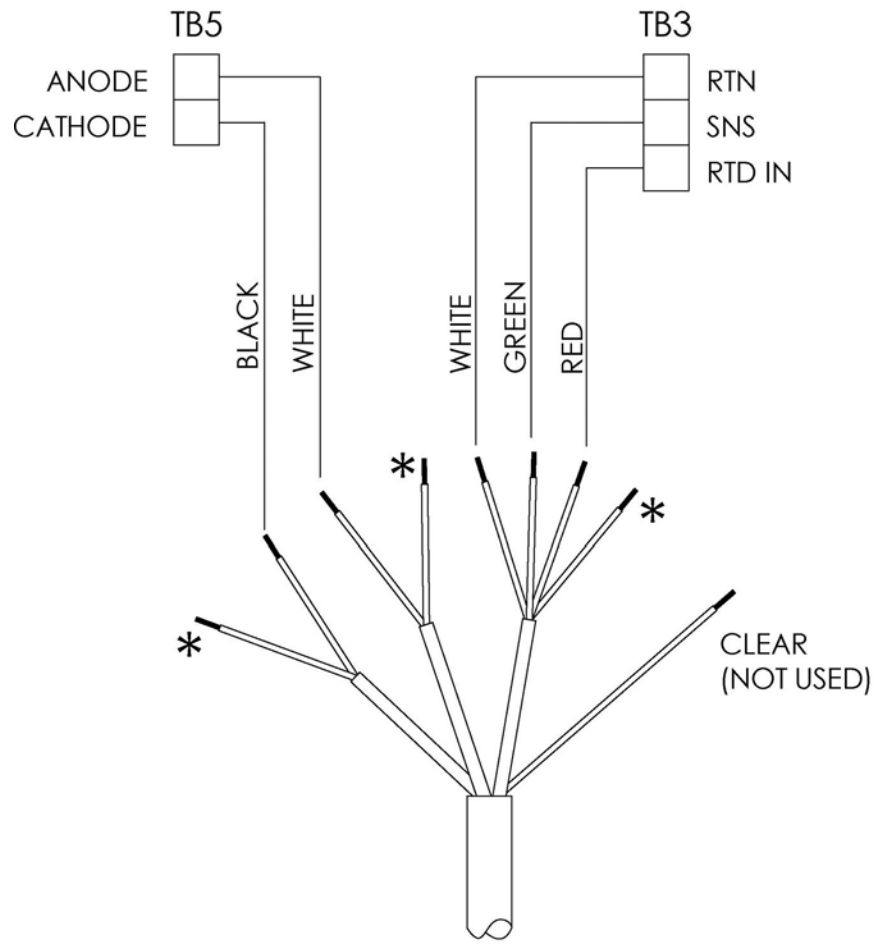 TB5
TB3
ANODE
CATHODE
RTN
SNS
RTD IN
BLACK
WHITE
WHITE
GREEN
RED
*
*
*
CLEAR
(NOT USED)